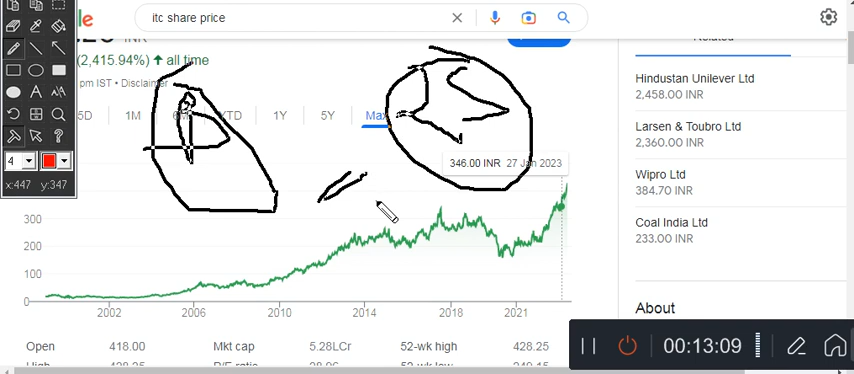 itc share price
INR
(2,415.94%) ↑ all time
pm IST • Disclaimer
5D 1M 6M YTD 1Y 5Y Max
346.00 INR 27 Jan 2023
300
200
100
0
2002 2006 2010 2014 2018 2021
Open 418.00 Mkt cap 5.28LCr 52-wk high 428.25
High P/E ratio 52-wk low
Related
Hindustan Unilever Ltd
2,458.00 INR
Larsen & Toubro Ltd
2,360.00 INR
Wipro Ltd
384.70 INR
Coal India Ltd
233.00 INR
About
4
x:447
y:347
00:13:09